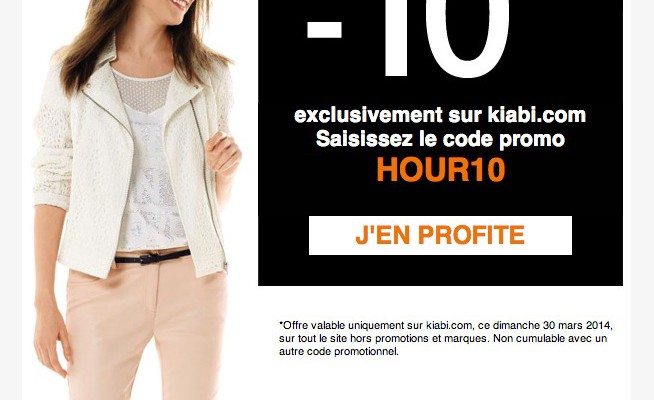 -10
exclusivement sur kiabi.com
Saisissez le code promo
HOUR10
J'EN PROFITE
*Offre valable uniquement sur kiabi.com, ce dimanche 30 mars 2014,
sur tout le site hors promotions et marques. Non cumulable avec un
autre code promotionnel.